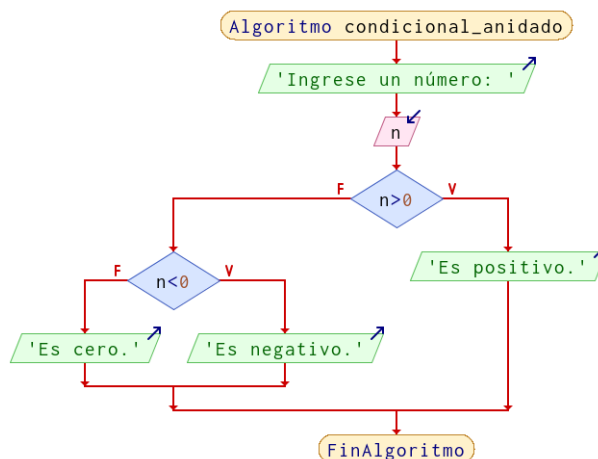 Algoritmo condicional_anidado
'Ingrese un número: '
n
n>0
F
V
n<0
F
V
'Es positivo.'
'Es cero.'
'Es negativo.'
FinAlgoritmo